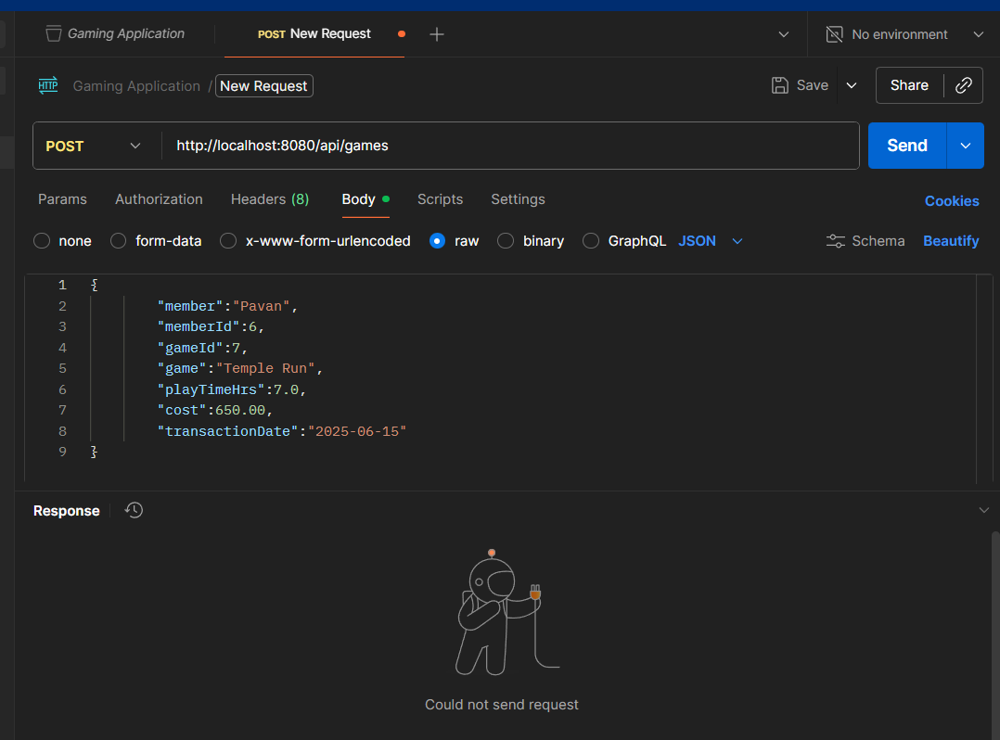 Gaming Application
POST New Request
No environment
HTTP Gaming Application / New Request
Save
Share
POST
http://localhost:8080/api/games
Send
Params Authorization Headers (8) Body Scripts Settings Cookies
none form-data x-www-form-urlencoded raw binary GraphQL JSON Schema Beautify
1 {
2 "member":"Pavan",
3 "memberId":6,
4 "gameId":7,
5 "game":"Temple Run",
6 "playTimeHrs":7.0,
7 "cost":650.00,
8 "transactionDate":"2025-06-15"
9 }
Response
Could not send request